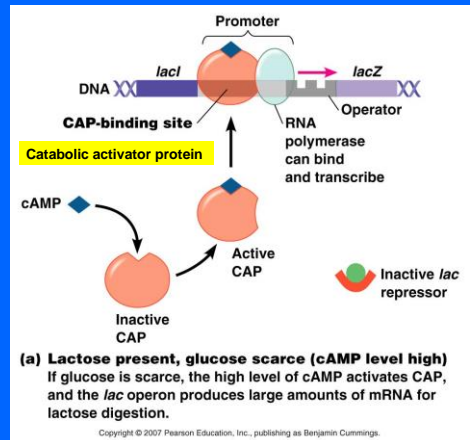 Promoter
lacI
lacZ
DNA
Operator
CAP-binding site
RNA
polymerase
can bind
and transcribe
Catabolic activator protein
cAMP
Active
CAP
Inactive lac
repressor
Inactive
CAP
(a) Lactose present, glucose scarce (cAMP level high)
If glucose is scarce, the high level of cAMP activates CAP,
and the lac operon produces large amounts of mRNA for
lactose digestion.
Copyright © 2007 Pearson Education, Inc., publishing as Benjamin Cummings.